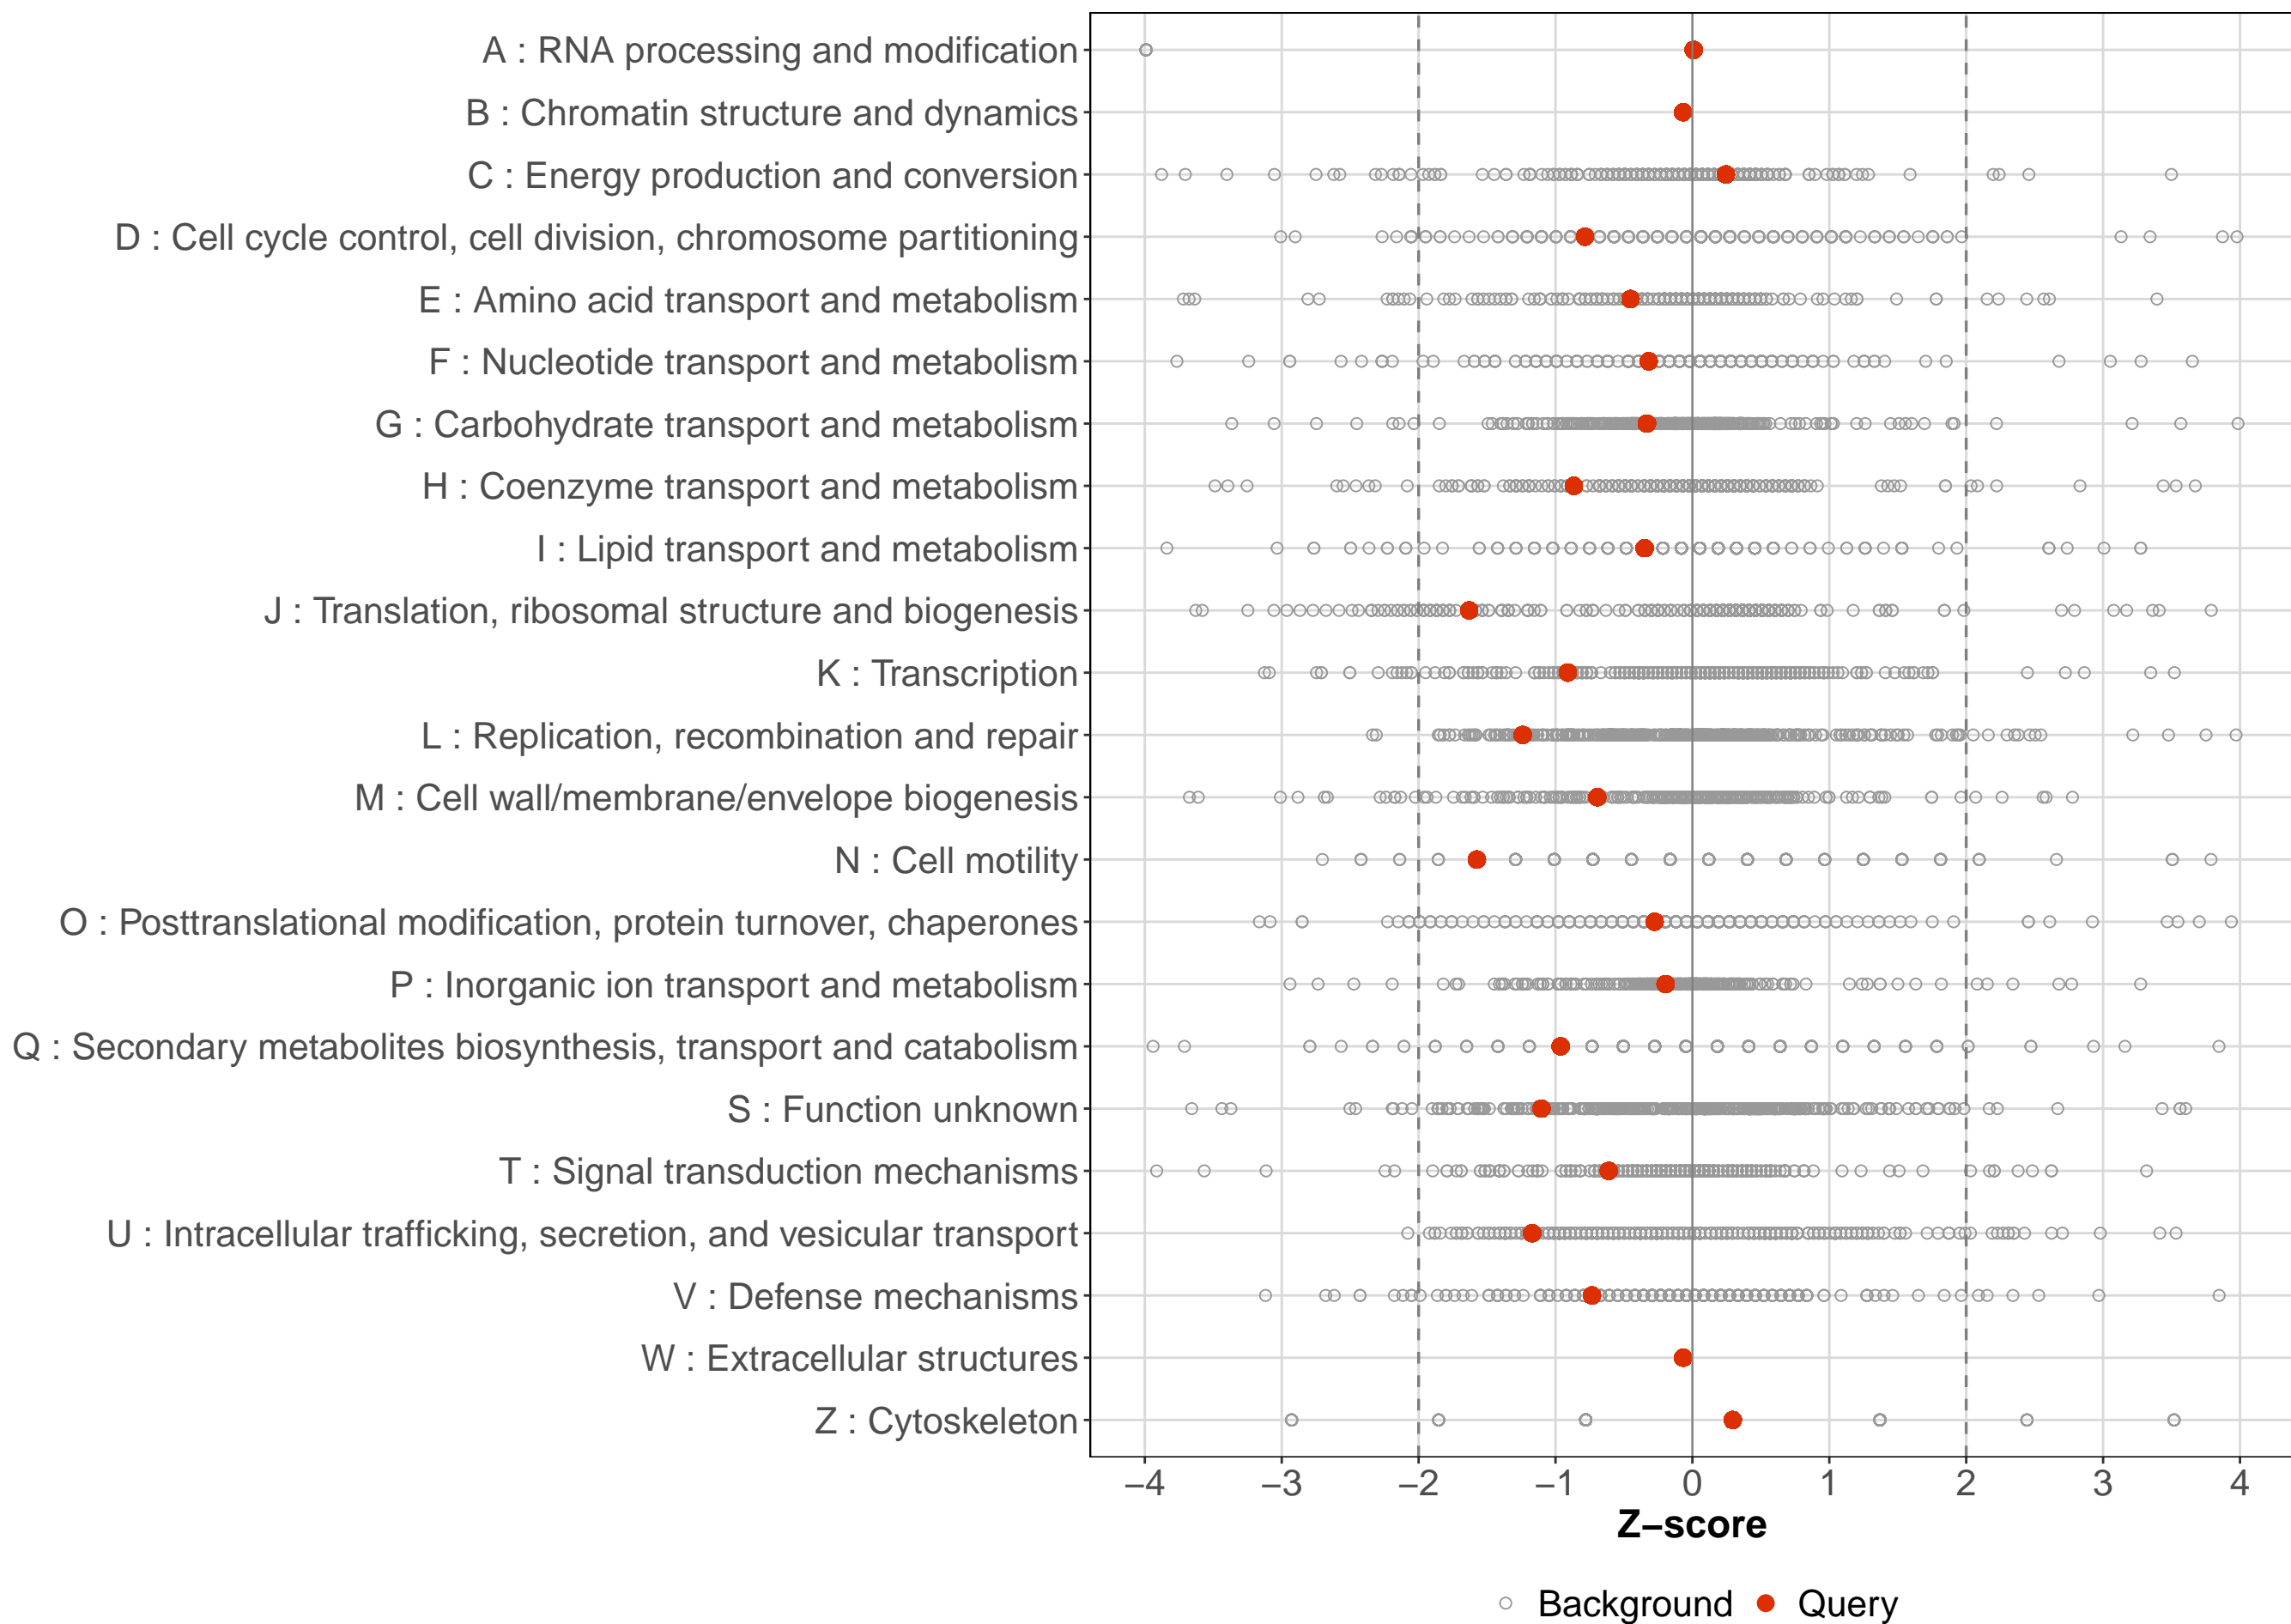 A : RNA processing and modification
B : Chromatin structure and dynamics
C : Energy production and conversion
D : Cell cycle control, cell division, chromosome partitioning
E : Amino acid transport and metabolism
F : Nucleotide transport and metabolism
G : Carbohydrate transport and metabolism
H : Coenzyme transport and metabolism
I : Lipid transport and metabolism
J : Translation, ribosomal structure and biogenesis
K : Transcription
L : Replication, recombination and repair
M : Cell wall/membrane/envelope biogenesis
N : Cell motility
O : Posttranslational modification, protein turnover, chaperones
P : Inorganic ion transport and metabolism
Q : Secondary metabolites biosynthesis, transport and catabolism
S : Function unknown
T : Signal transduction mechanisms
U : Intracellular trafficking, secretion, and vesicular transport
V : Defense mechanisms
W : Extracellular structures
Z : Cytoskeleton
−4 −3 −2 −1 0 1 2 3 4
Z−score
Background Query